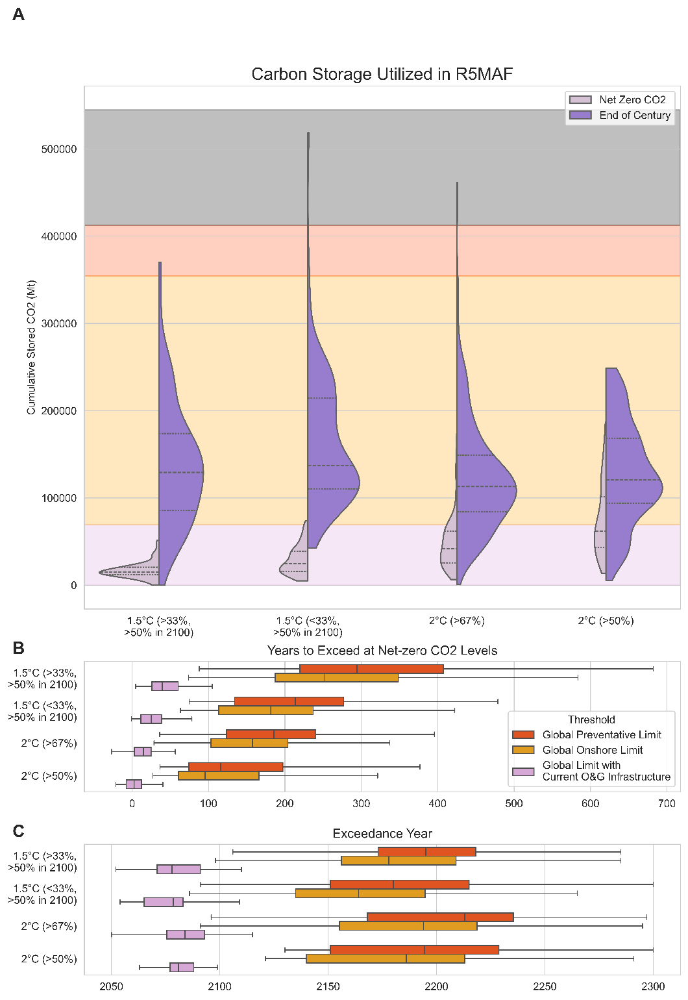 A
Carbon Storage Utilized in R5MAF
Net Zero CO2
End of Century
Cumulative Stored CO2 (Mt)
500000
400000
300000
200000
100000
0
1.5°C (>33%,
>50% in 2100)
1.5°C (<33%,
>50% in 2100)
2°C (>67%)
2°C (>50%)
B
Years to Exceed at Net-zero CO2 Levels
1.5°C (>33%,
>50% in 2100)
1.5°C (<33%,
>50% in 2100)
2°C (>67%)
2°C (>50%)
Threshold
Global Preventative Limit
Global Onshore Limit
Global Limit with
Current O&G Infrastructure
0 100 200 300 400 500 600 700
C
Exceedance Year
1.5°C (>33%,
>50% in 2100)
1.5°C (<33%,
>50% in 2100)
2°C (>67%)
2°C (>50%)
2050 2100 2150 2200 2250 2300